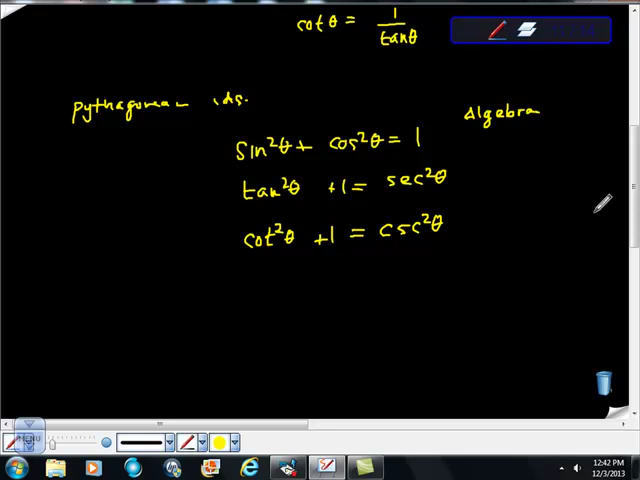 cot θ = 1/tan θ
Pythagorean ids.
Algebra
sin²θ + cos²θ = 1
tan²θ + 1 = sec²θ
cot²θ + 1 = csc²θ
MENU
12:42 PM
12/3/2013